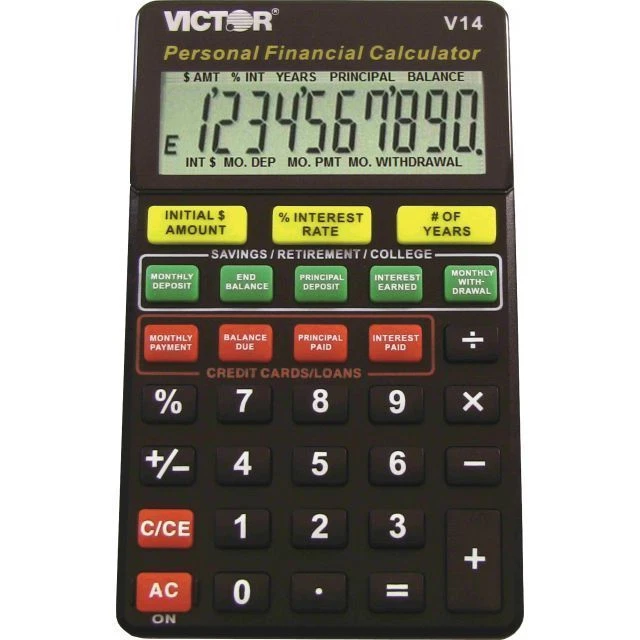 VICTOR® V14
Personal Financial Calculator
$ AMT % INT YEARS PRINCIPAL BALANCE
E 1'234'567'890.
INT $ MO. DEP MO. PMT MO. WITHDRAWAL
INITIAL $ AMOUNT
% INTEREST RATE
# OF YEARS
SAVINGS / RETIREMENT / COLLEGE
MONTHLY DEPOSIT
END BALANCE
PRINCIPAL DEPOSIT
INTEREST EARNED
MONTHLY WITH-DRAWAL
MONTHLY PAYMENT
BALANCE DUE
PRINCIPAL PAID
INTEREST PAID
÷
CREDIT CARDS/LOANS
% 7 8 9 ×
+/− 4 5 6 −
C/CE 1 2 3 +
AC 0 . =
ON